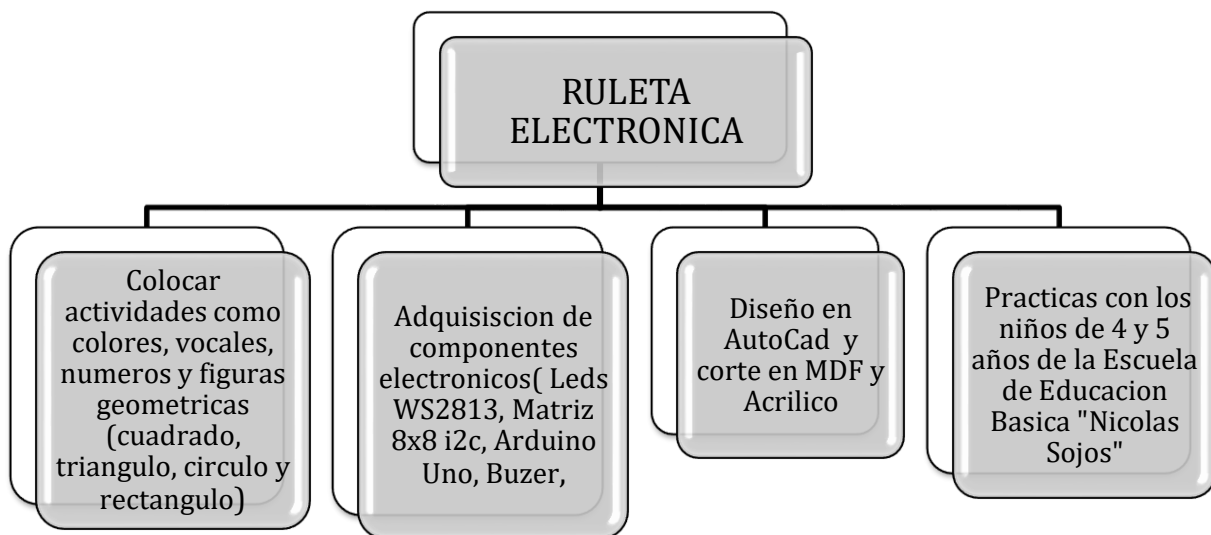 RULETA
ELECTRONICA
Colocar
actividades como
colores, vocales,
numeros y figuras
geometricas
(cuadrado,
triangulo, circulo y
rectangulo)
Adquisiscion de
componentes
electronicos( Leds
WS2813, Matriz
8x8 i2c, Arduino
Uno, Buzer,
Diseño en
AutoCad y
corte en MDF y
Acrilico
Practicas con los
niños de 4 y 5
años de la Escuela
de Educacion
Basica "Nicolas
Sojos"